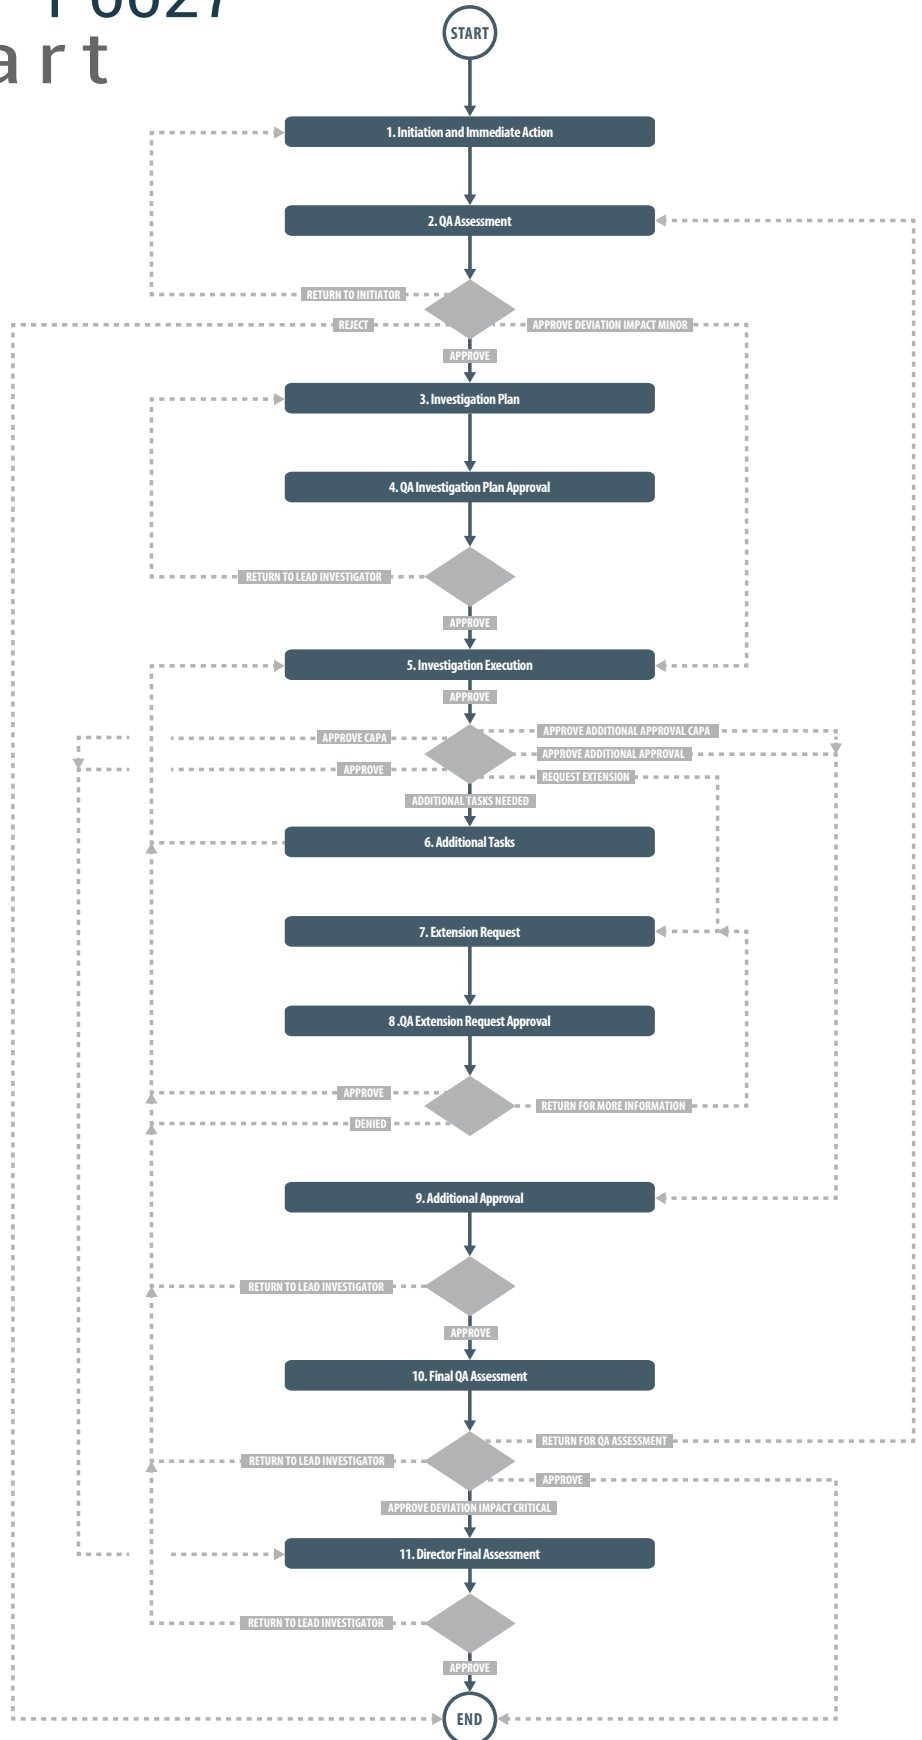 START
art
1. Initiation and Immediate Action
2. QA Assessment
RETURN TO INITIATOR
REJECT
APPROVE DEVIATION IMPACT MINOR
APPROVE
3. Investigation Plan
4. QA Investigation Plan Approval
RETURN TO LEAD INVESTIGATOR
APPROVE
5. Investigation Execution
APPROVE
APPROVE ADDITIONAL APPROVAL CAPA
APPROVE CAPA
APPROVE ADDITIONAL APPROVAL
APPROVE
REQUEST EXTENSION
ADDITIONAL TASKS NEEDED
6. Additional Tasks
7. Extension Request
8 .QA Extension Request Approval
APPROVE
RETURN FOR MORE INFORMATION
DENIED
9. Additional Approval
RETURN TO LEAD INVESTIGATOR
APPROVE
10. Final QA Assessment
RETURN FOR QA ASSESSMENT
RETURN TO LEAD INVESTIGATOR
APPROVE
APPROVE DEVIATION IMPACT CRITICAL
11. Director Final Assessment
RETURN TO LEAD INVESTIGATOR
APPROVE
END